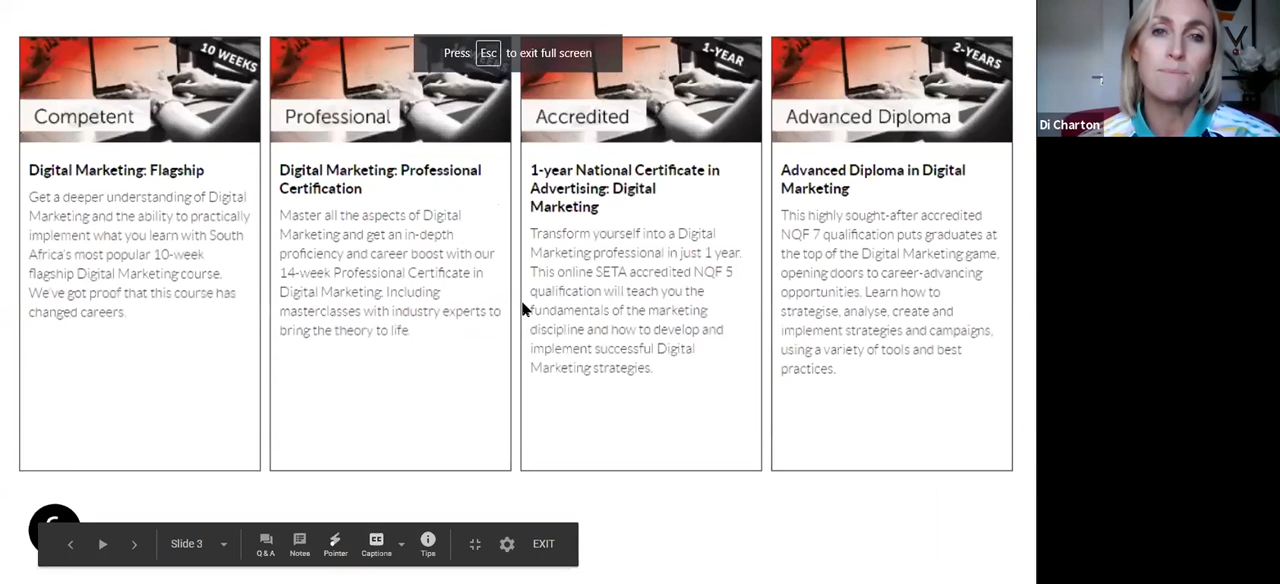 10 WEEKS
Competent
Digital Marketing: Flagship
Get a deeper understanding of Digital
Marketing and the ability to practically
implement what you learn with South
Africa's most popular 10-week
flagship Digital Marketing course.
We've got proof that this course has
changed careers.
Professional
Digital Marketing: Professional
Certification
Master all the aspects of Digital
Marketing and get an in-depth
proficiency and career boost with our
14-week Professional Certificate in
Digital Marketing. Including
masterclasses with industry experts to
bring the theory to life.
Press Esc to exit full screen
1-YEAR
Accredited
1-year National Certificate in
Advertising: Digital
Marketing
Transform yourself into a Digital
Marketing professional in just 1 year.
This online SETA accredited NQF 5
qualification will teach you the
fundamentals of the marketing
discipline and how to develop and
implement successful Digital
Marketing strategies.
2-YEARS
Advanced Diploma
Advanced Diploma in Digital
Marketing
This highly sought-after accredited
NQF 7 qualification puts graduates at
the top of the Digital Marketing game,
opening doors to career-advancing
opportunities. Learn how to
strategise, analyse, create and
implement strategies and campaigns,
using a variety of tools and best
practices.
Di Charton
Slide 3
Q & A
Notes
Pointer
CC
Captions
Tips
EXIT